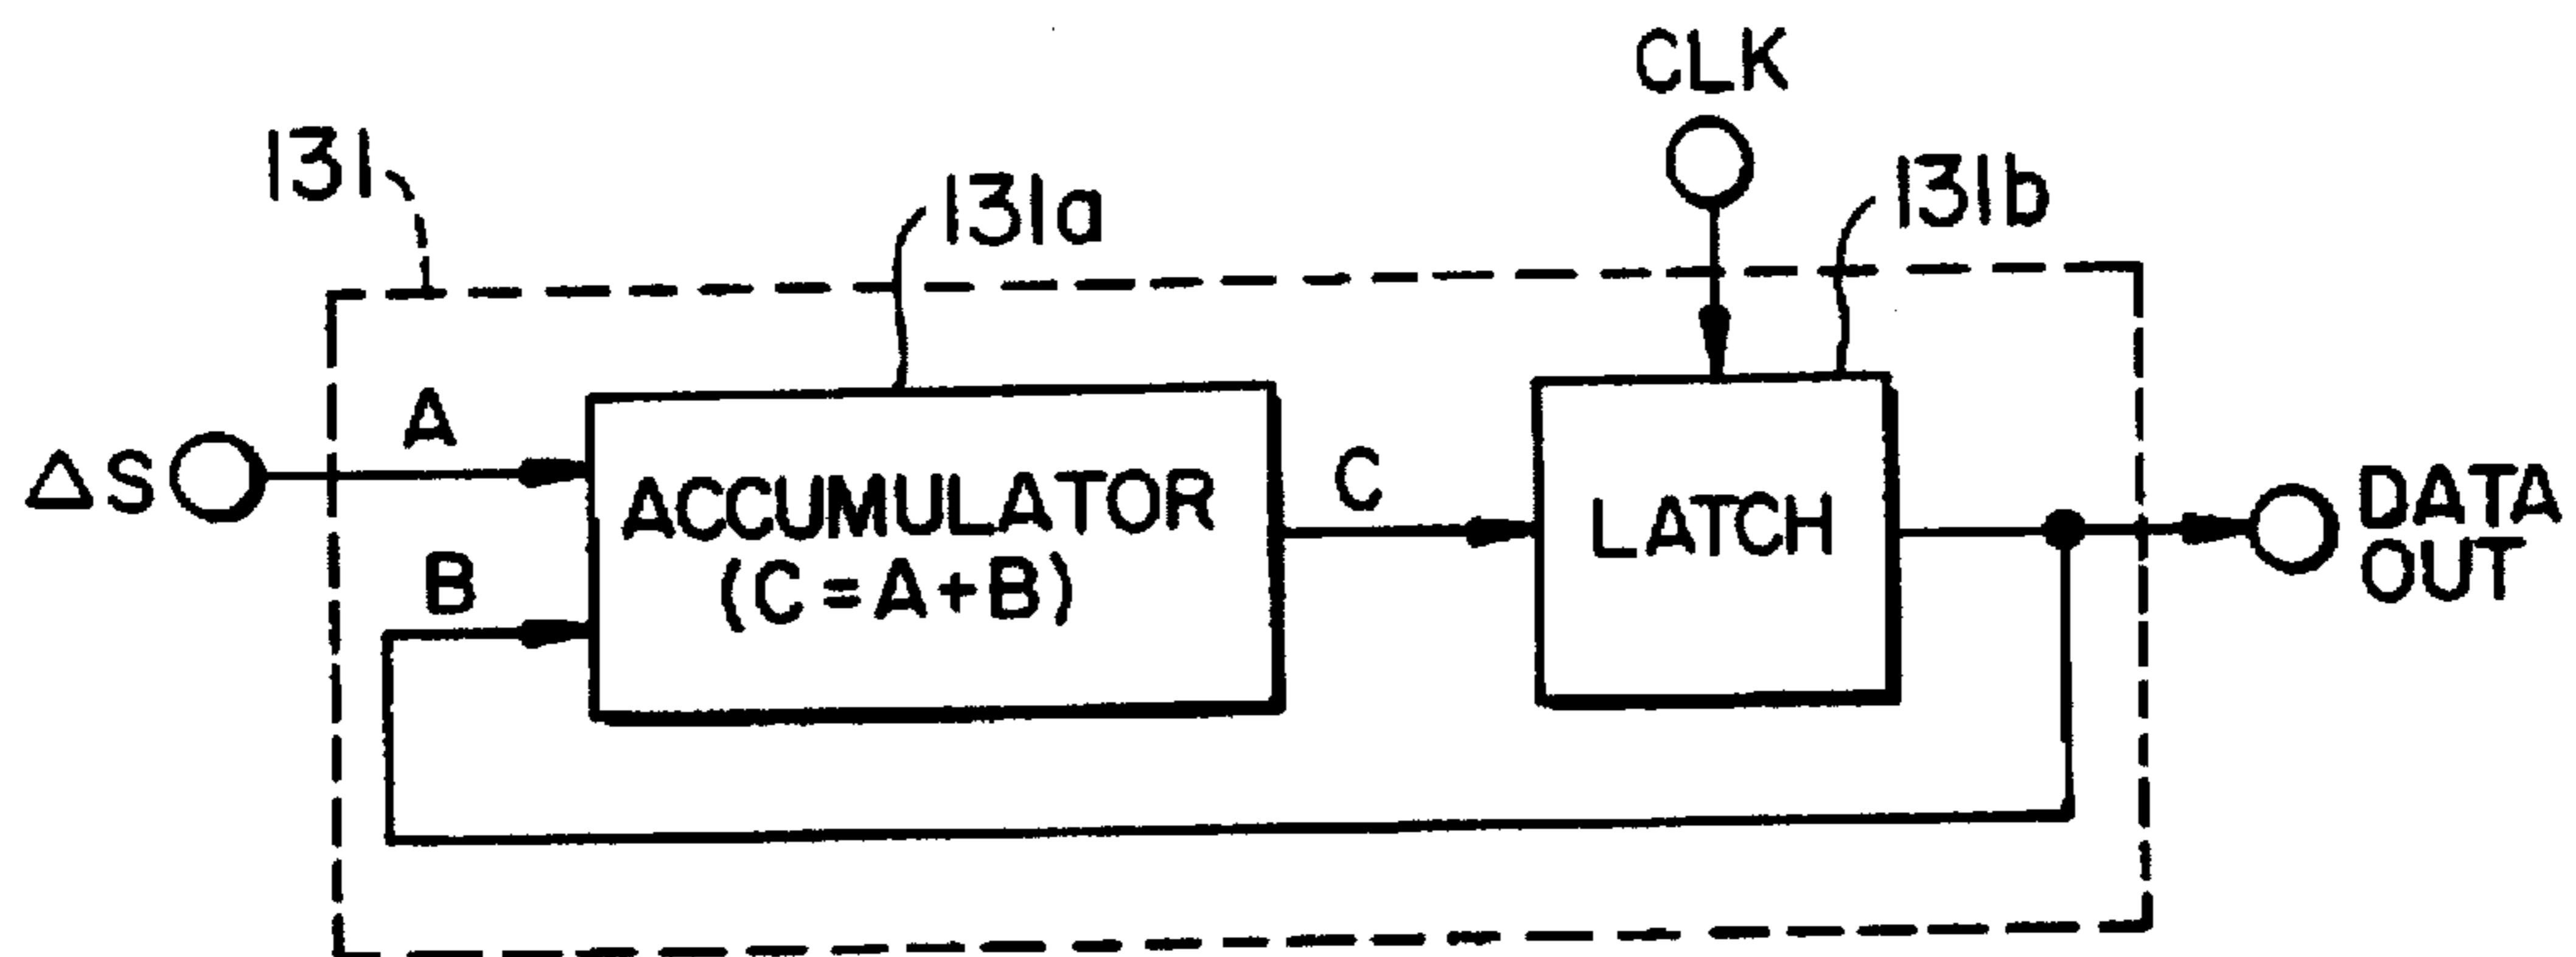 CLK
131
131a
131b
A
ΔS
ACCUMULATOR
(C=A+B)
C
LATCH
DATA
OUT
B